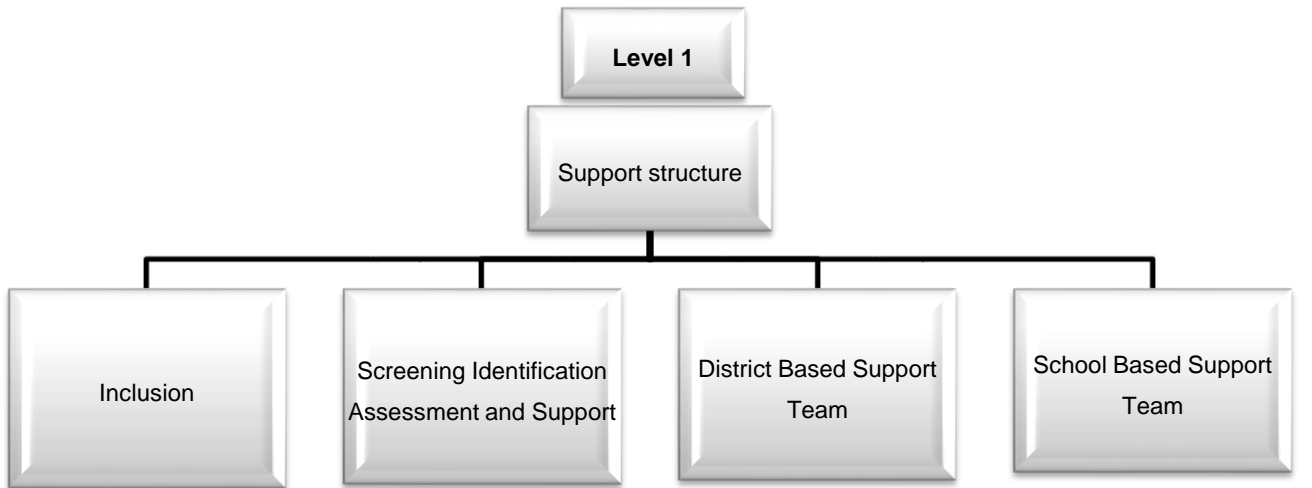 Level 1
Support structure
Inclusion
Screening Identification
Assessment and Support
District Based Support
Team
School Based Support
Team